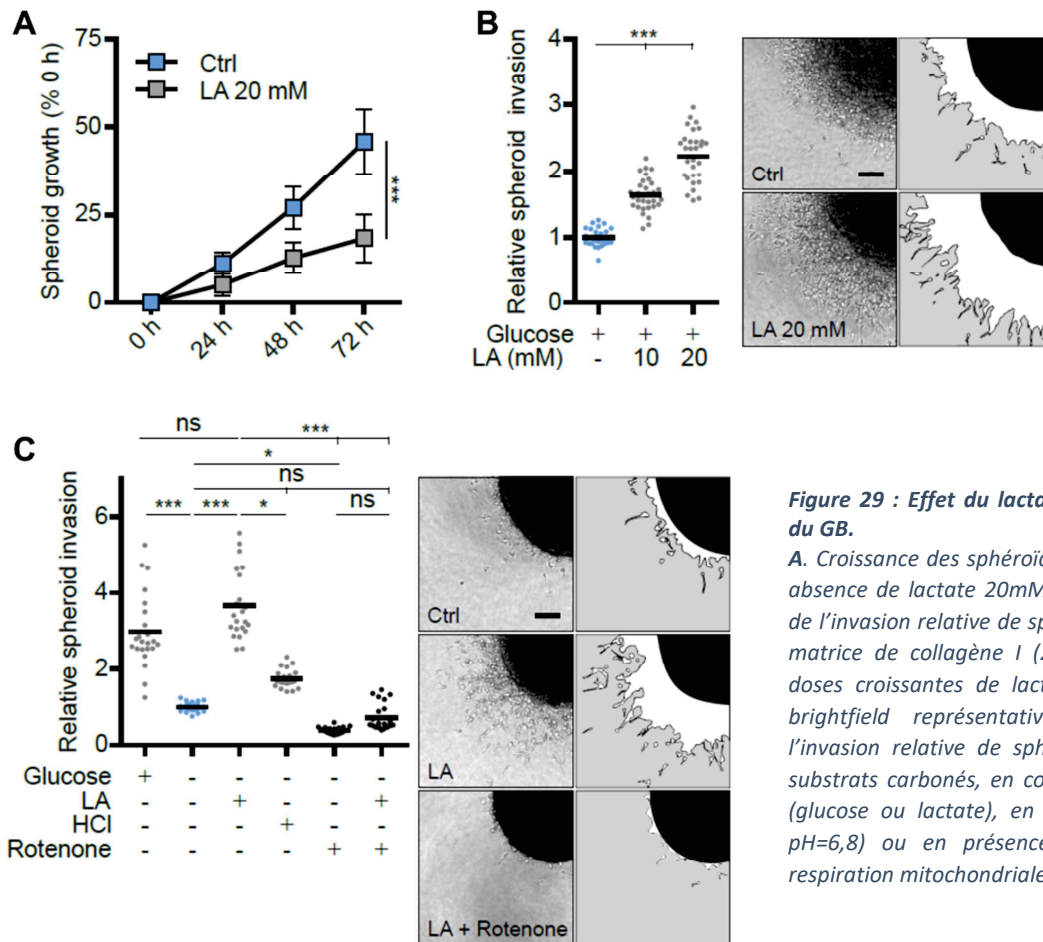 A
75
50
25
0
Spheroid growth (% 0 h)
Ctrl
LA 20 mM
***
0 h
24 h
48 h
72 h
B
4
3
2
1
0
Relative spheroid invasion
***
Glucose + + +
LA (mM) - 10 20
Ctrl
LA 20 mM
C
ns
***
*
ns
*** *** * ns
6
4
2
0
Relative spheroid invasion
Glucose + - - - - -
LA - - + - - +
HCl - - - + - -
Rotenone - - - - + +
Ctrl
LA
LA + Rotenone
Figure 29 : Effet du lacta
du GB.
A. Croissance des sphéroïd
absence de lactate 20mM
de l'invasion relative de sp
matrice de collagène I (
doses croissantes de lact
brightfield représentativ
l'invasion relative de sph
substrats carbonés, en co
(glucose ou lactate), en
pH=6,8) ou en présence
respiration mitochondriale